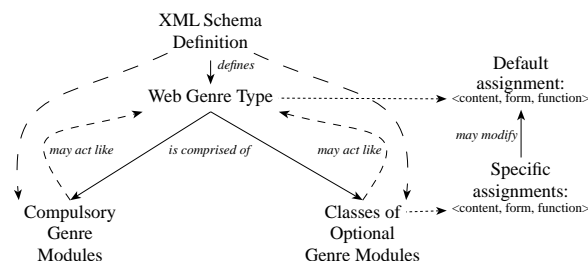 XML Schema
Definition
defines
Web Genre Type
Default
assignment:
<content, form, function>
may act like
is comprised of
may act like
may modify
Compulsory
Genre
Modules
Classes of
Optional
Genre Modules
Specific
assignments:
<content, form, function>